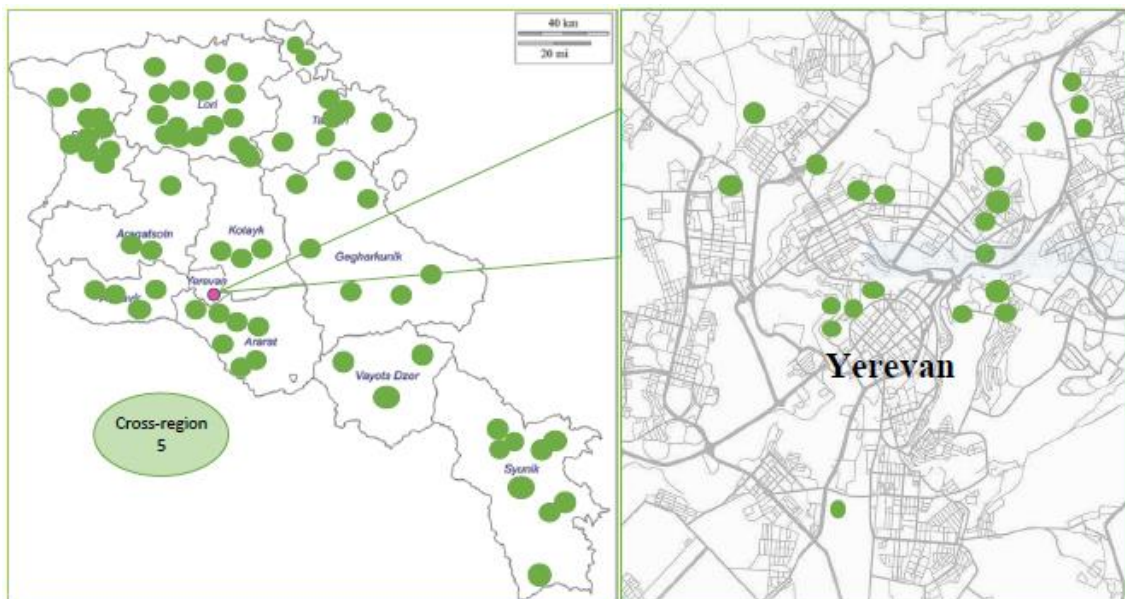 40 km
20 mi
Lori
Kotayk
Aragatsotn
Gegharkunik
Yerevan
Ararat
Yerevan
Vayots Dzor
Cross-region
5
Syunik